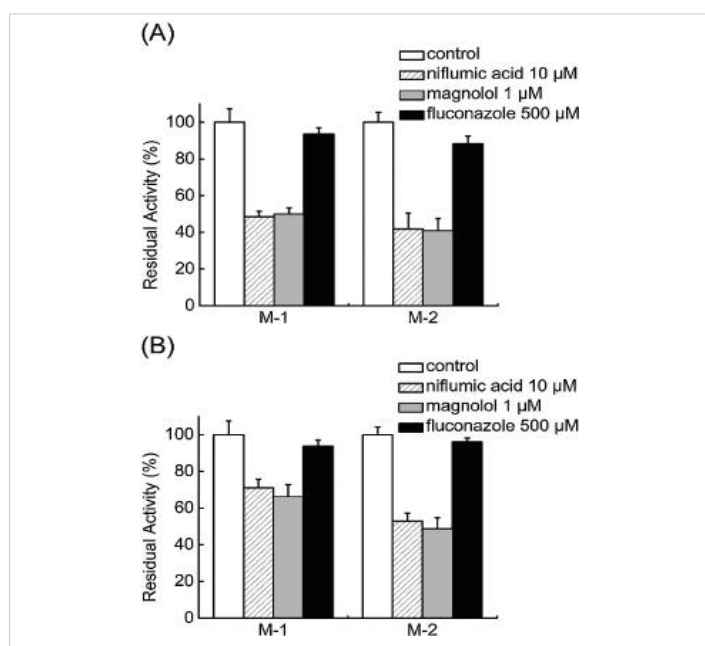 (A)
control
niflumic acid 10 μM
magnolol 1 μM
fluconazole 500 μM
Residual Activity (%)
100
80
60
40
20
0
M-1 M-2
(B)
control
niflumic acid 10 μM
magnolol 1 μM
fluconazole 500 μM
Residual Activity (%)
100
80
60
40
20
0
M-1 M-2